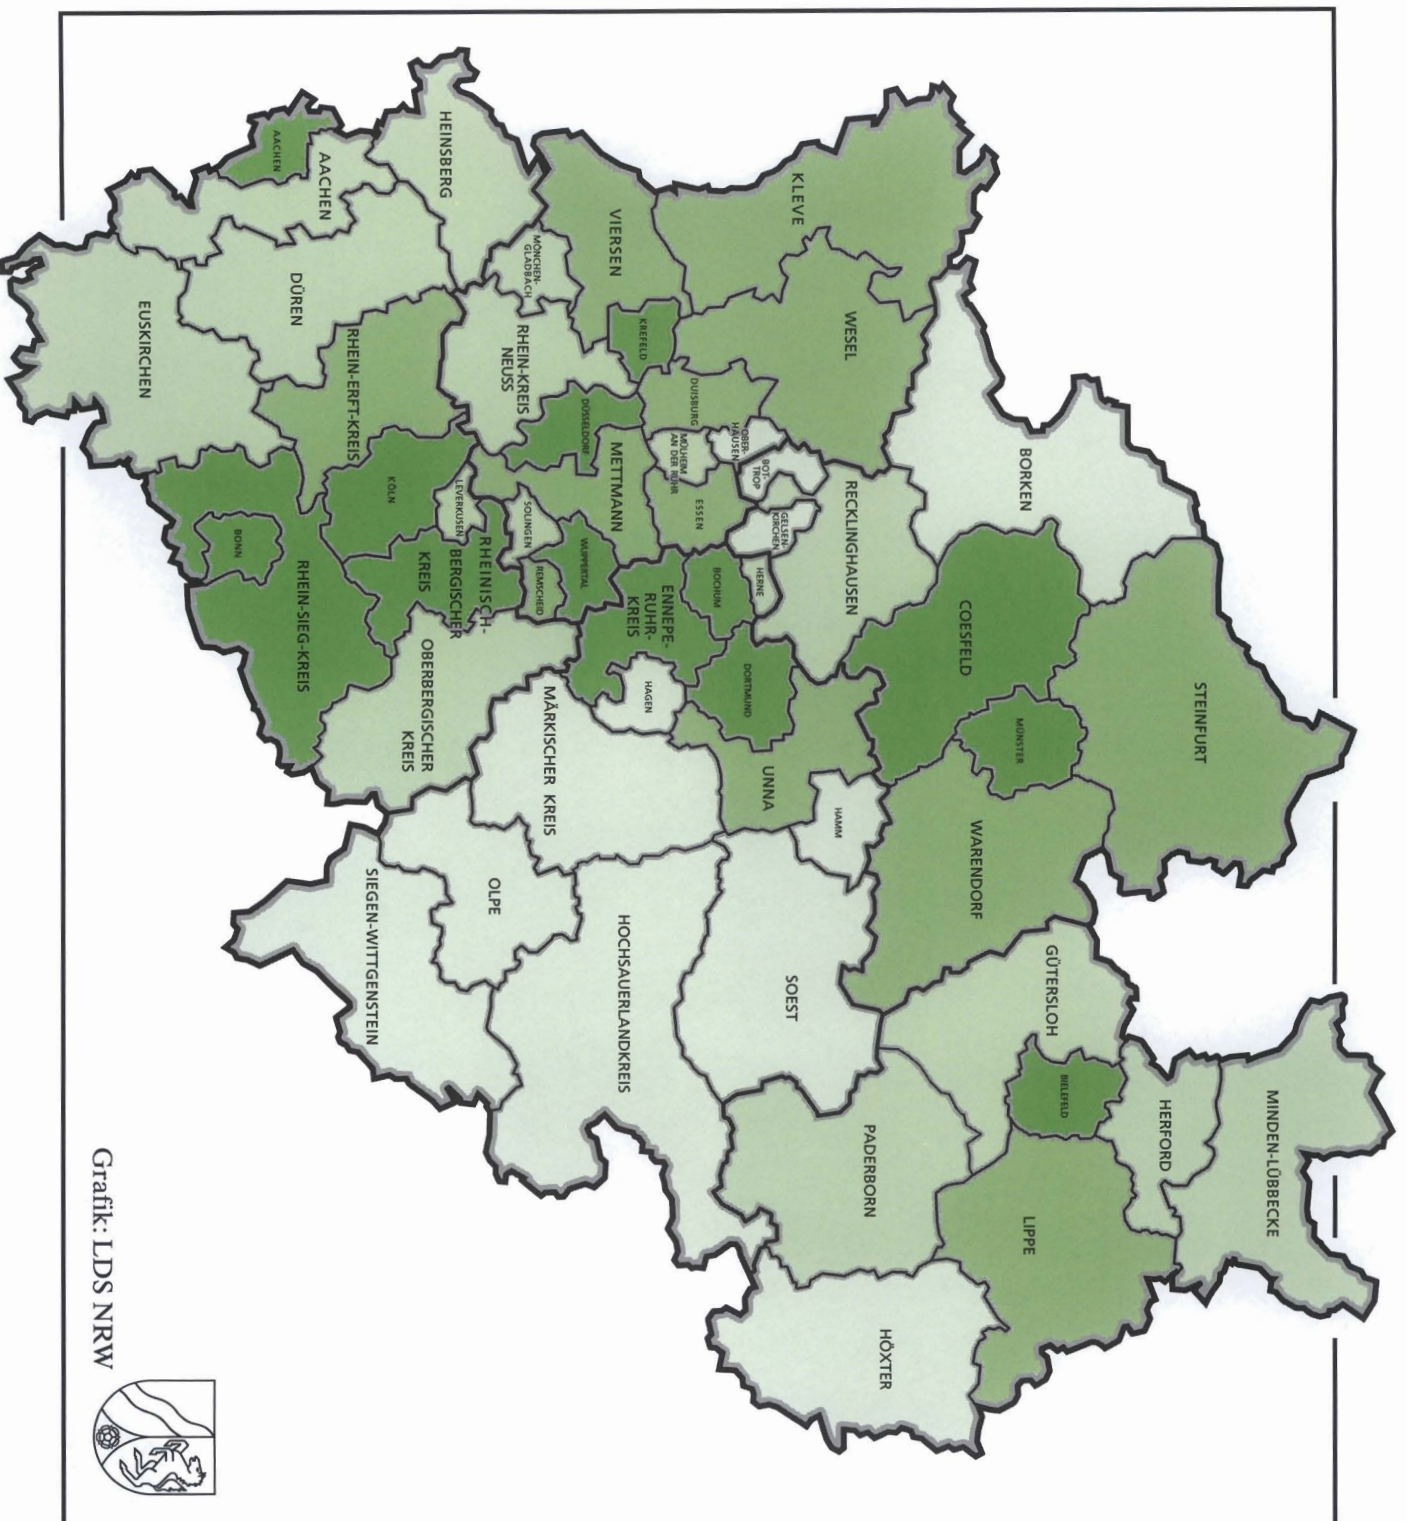 MINDEN-LÜBBECKE
STEINFURT
HERFORD
BORKEN
MÜNSTER
GÜTERSLOH
BIELEFELD
LIPPE
COESFELD
WARENDORF
KLEVE
WESEL
RECKLINGHAUSEN
HAMM
PADERBORN
HÖXTER
BOT-
TROP
GELSEN-
KIRCHEN
HERNE
DORTMUND
UNNA
SOEST
OBER-
HAUSEN
DUISBURG
MÜLHEIM
AN DER RUHR
ESSEN
BOCHUM
VIERSEN
KREFELD
METTMANN
ENNEPE-
RUHR-
KREIS
HAGEN
HOCHSAUERLANDKREIS
DÜSSELDORF
WUPPERTAL
MÖNCHEN-
GLADBACH
RHEIN-KREIS
NEUSS
SOLINGEN
REMSCHEID
MÄRKISCHER KREIS
HEINSBERG
LEVERKUSEN
RHEINISCH-
BERGISCHER
KREIS
OLPE
OBERBERGISCHER
KREIS
KÖLN
RHEIN-ERFT-KREIS
SIEGEN-WITTGENSTEIN
AACHEN
AACHEN
DÜREN
BONN
RHEIN-SIEG-KREIS
EUSKIRCHEN
Grafik: LDS NRW